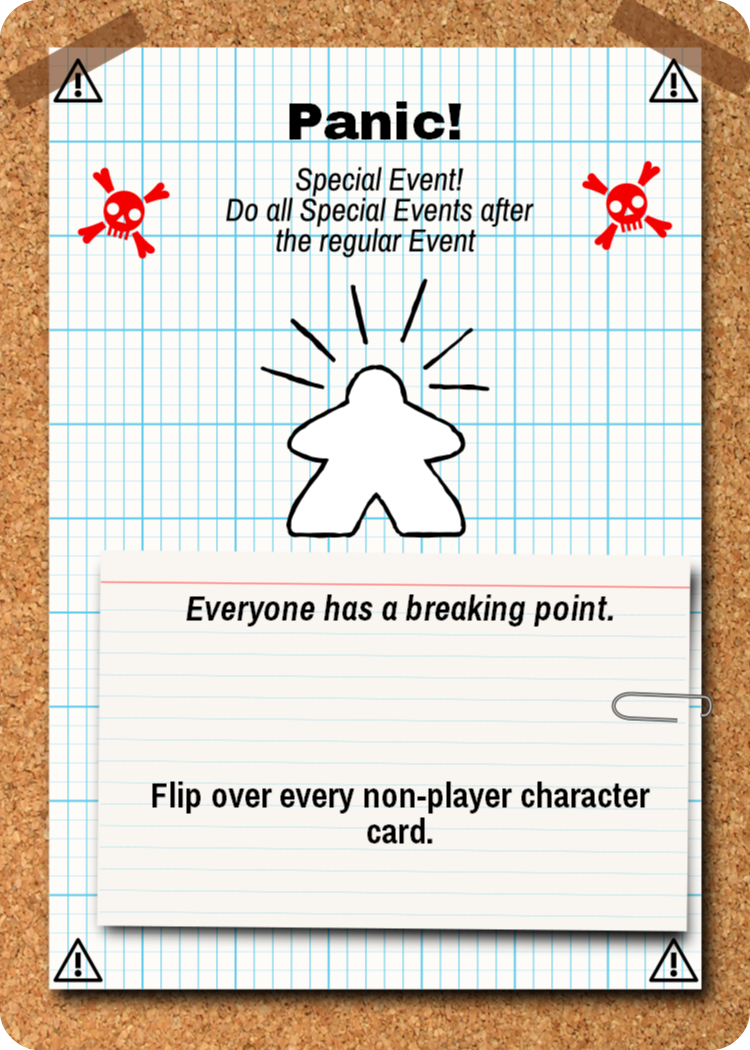 Panic!
Special Event!
Do all Special Events after
the regular Event
Everyone has a breaking point.
Flip over every non-player character
card.